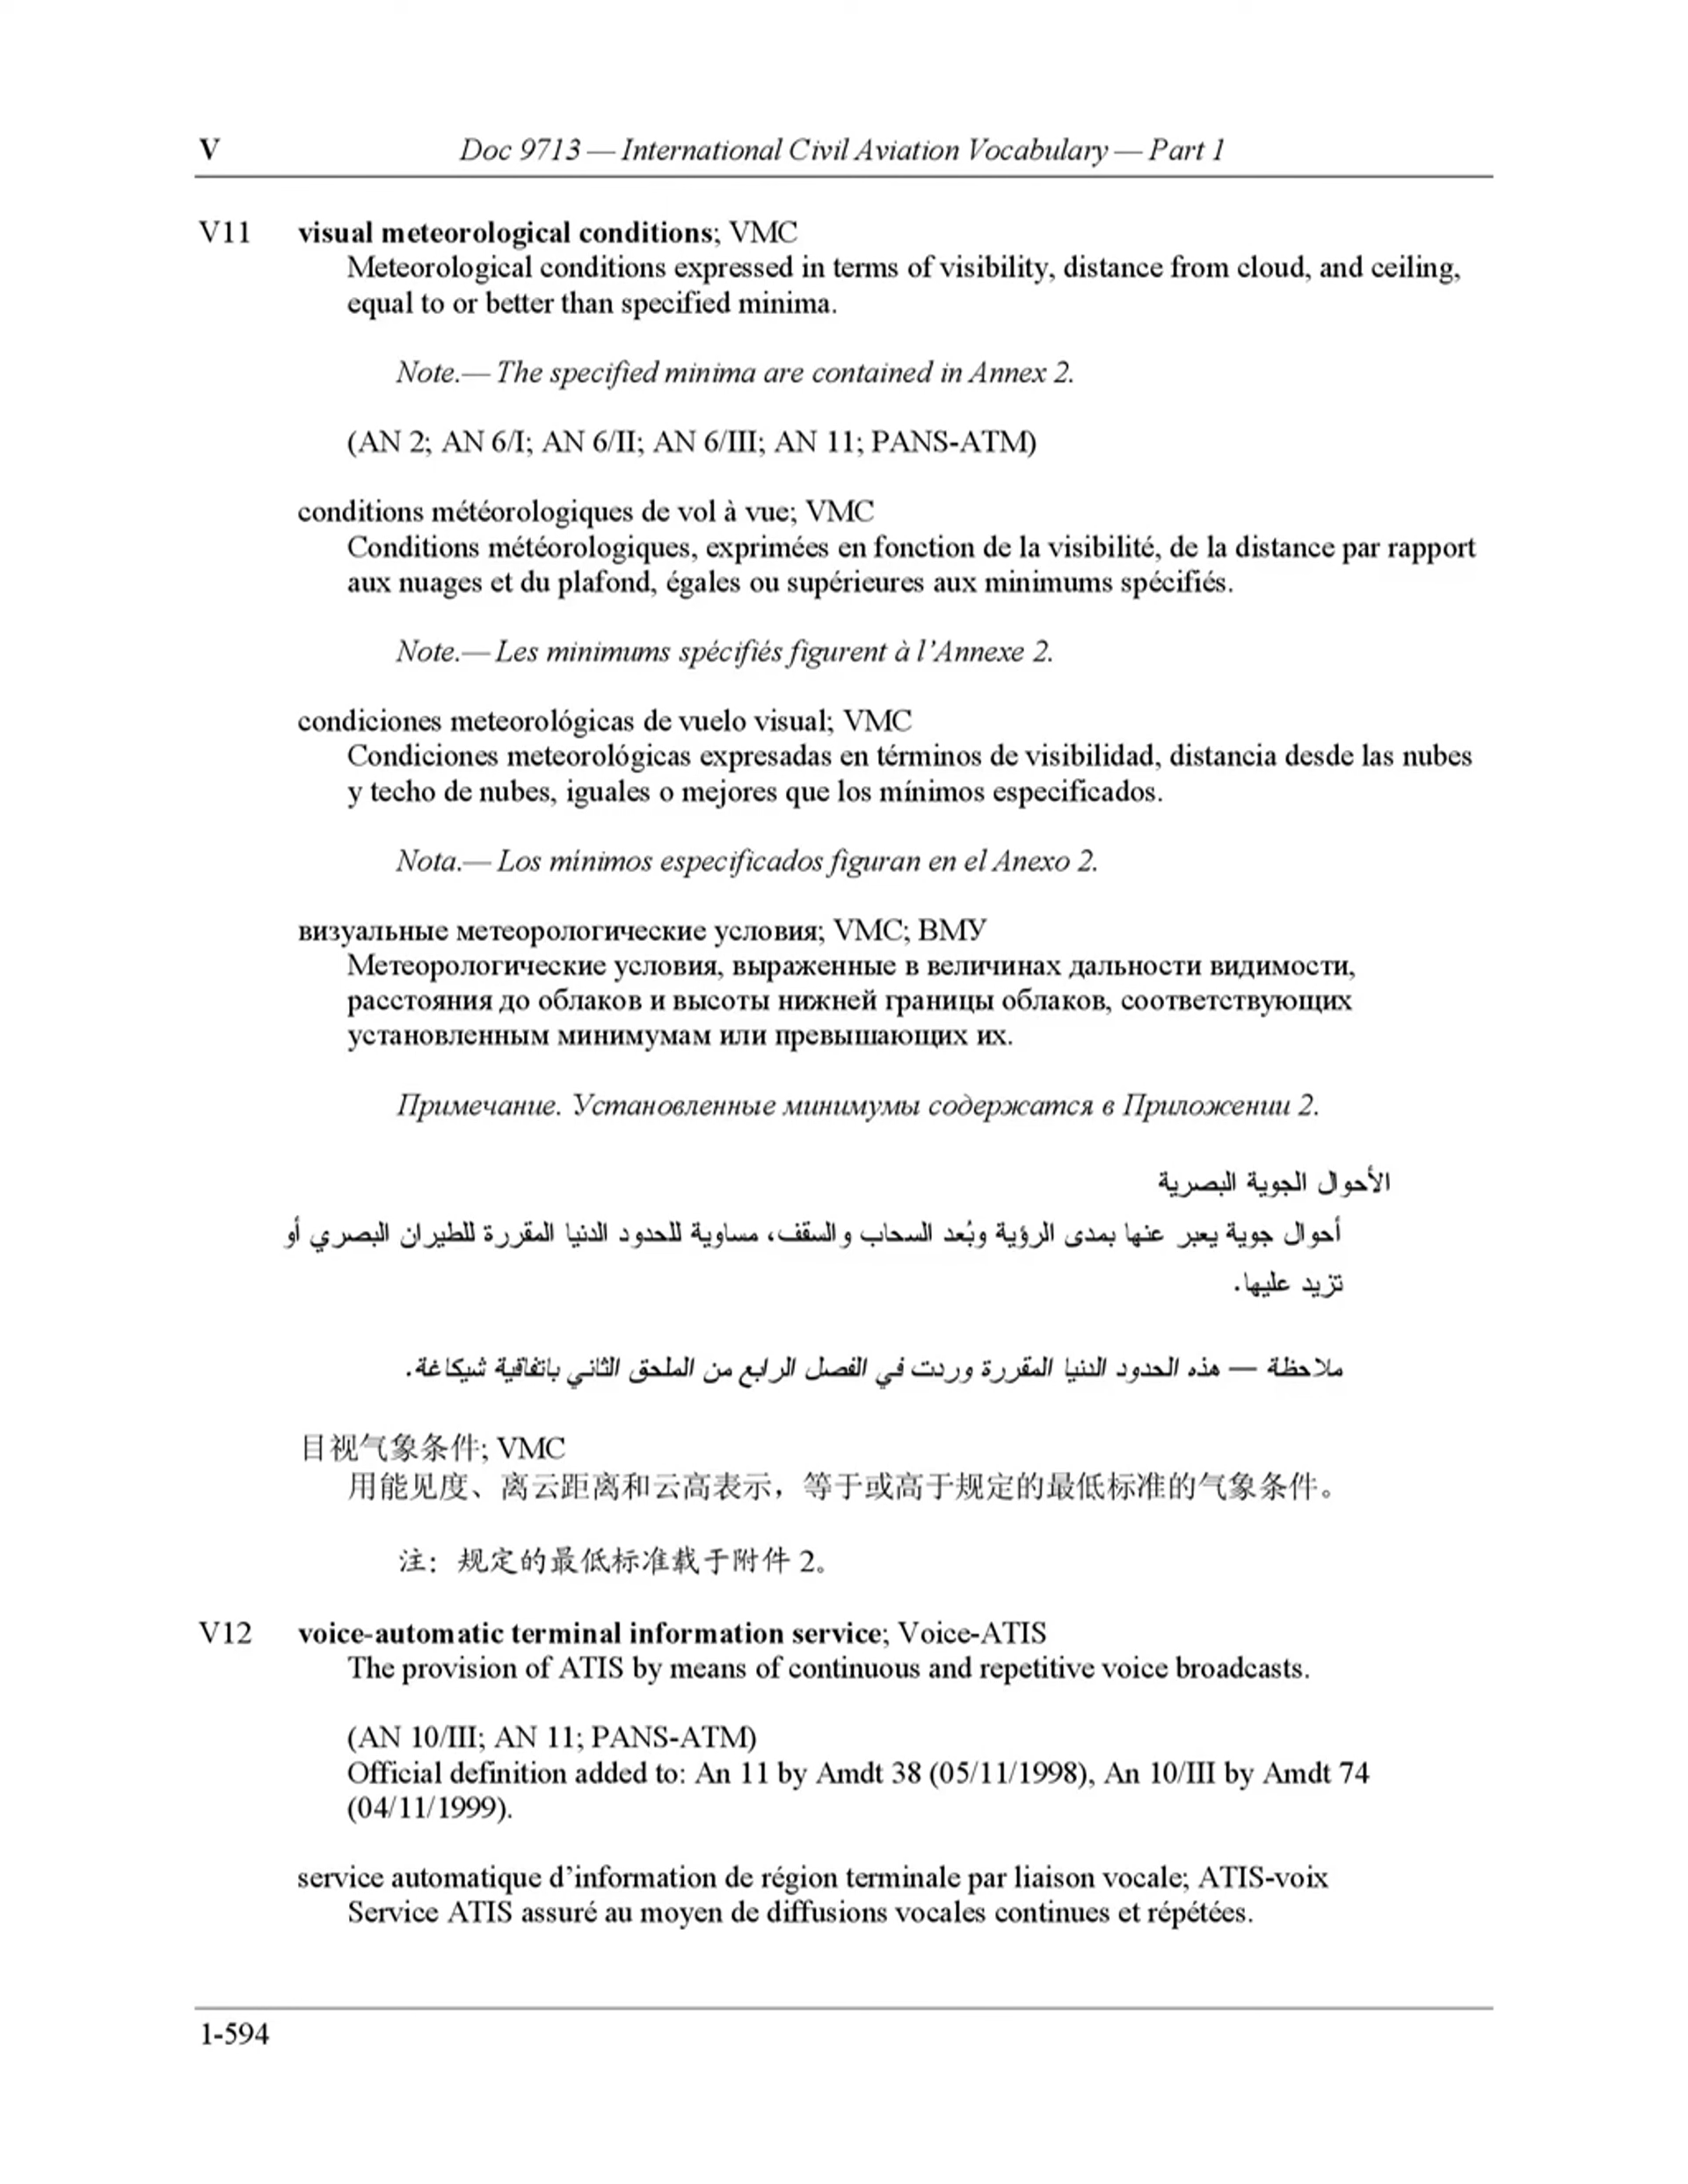 V Doc 9713 — International Civil Aviation Vocabulary — Part 1
V11 visual meteorological conditions; VMC
Meteorological conditions expressed in terms of visibility, distance from cloud, and ceiling,
equal to or better than specified minima.
Note.— The specified minima are contained in Annex 2.
(AN 2; AN 6/I; AN 6/II; AN 6/III; AN 11; PANS-ATM)
conditions météorologiques de vol à vue; VMC
Conditions météorologiques, exprimées en fonction de la visibilité, de la distance par rapport
aux nuages et du plafond, égales ou supérieures aux minimums spécifiés.
Note.— Les minimums spécifiés figurent à l’Annexe 2.
condiciones meteorológicas de vuelo visual; VMC
Condiciones meteorológicas expresadas en términos de visibilidad, distancia desde las nubes
y techo de nubes, iguales o mejores que los mínimos especificados.
Nota.— Los mínimos especificados figuran en el Anexo 2.
визуальные метеорологические условия; VMC; ВМУ
Метеорологические условия, выраженные в величинах дальности видимости,
расстояния до облаков и высоты нижней границы облаков, соответствующих
установленным минимумам или превышающих их.
Примечание. Установленные минимумы содержатся в Приложении 2.
الأحوال الجوية البصرية
أحوال جوية يعبر عنها بمدى الرؤية وبُعد السحاب والسقف، مساوية للحدود الدنيا المقررة للطيران البصري أو
تزيد عليها.
ملاحظة — هذه الحدود الدنيا المقررة وردت في الفصل الرابع من الملحق الثاني باتفاقية شيكاغة.
目视气象条件; VMC
用能见度、离云距离和云高表示，等于或高于规定的最低标准的气象条件。
注：规定的最低标准载于附件 2。
V12 voice-automatic terminal information service; Voice-ATIS
The provision of ATIS by means of continuous and repetitive voice broadcasts.
(AN 10/III; AN 11; PANS-ATM)
Official definition added to: An 11 by Amdt 38 (05/11/1998), An 10/III by Amdt 74
(04/11/1999).
service automatique d’information de région terminale par liaison vocale; ATIS-voix
Service ATIS assuré au moyen de diffusions vocales continues et répétées.
1-594